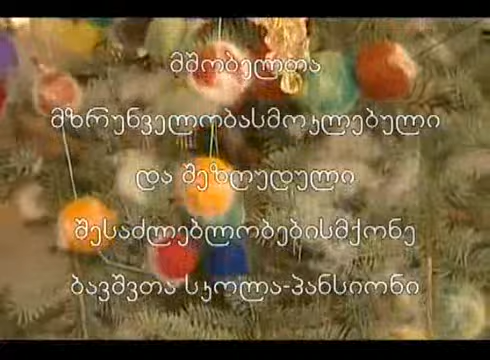 მშობელთა
მზრუნველობასმოკლებული
და შეზღუდული
შესაძლებლობებისმქონე
ბავშვთა სკოლა-პანსიონი